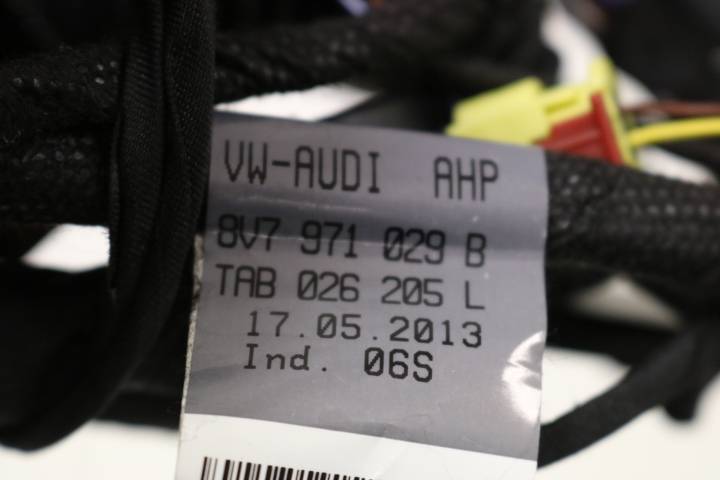 VW-AUDI AHP
8V7 971 029 B
TAB 026 205 L
17.05.2013
Ind. 06S